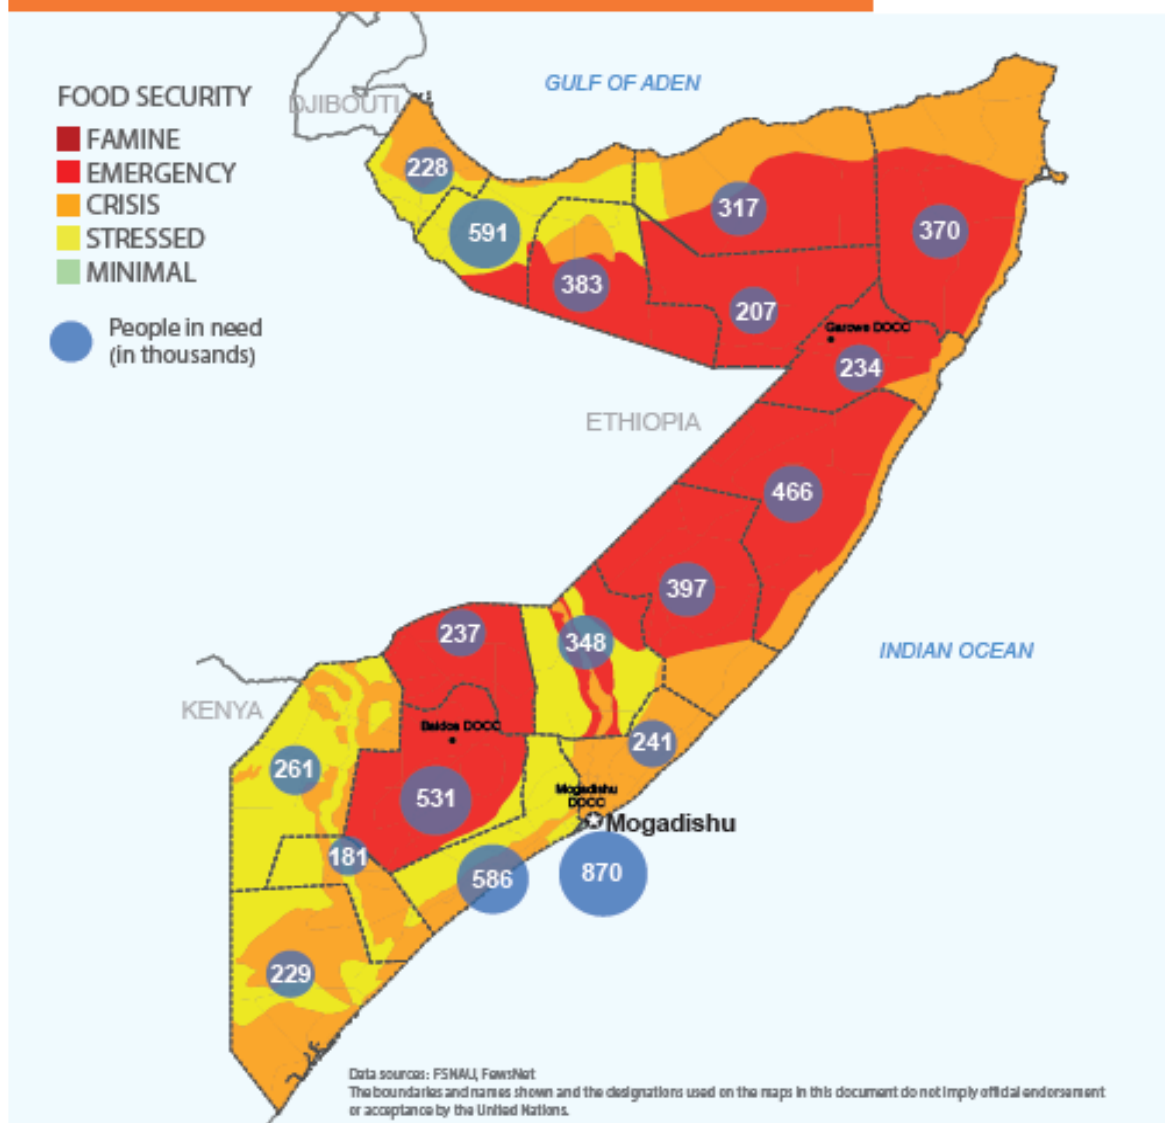 GULF OF ADEN
FOOD SECURITY
DJIBOUTI
FAMINE
EMERGENCY
CRISIS
STRESSED
MINIMAL
228
317
591
370
383
People in need
(in thousands)
207
Garowe DOCC
234
ETHIOPIA
466
397
237
348
INDIAN OCEAN
KENYA
Baidoa DOCC
241
261
531
Mogadishu
DOCC
Mogadishu
181
586
870
229
Data sources: FSNAU, FewsNet
The boundaries and names shown and the designations used on the maps in this document do not imply official endorsement
or acceptance by the United Nations.